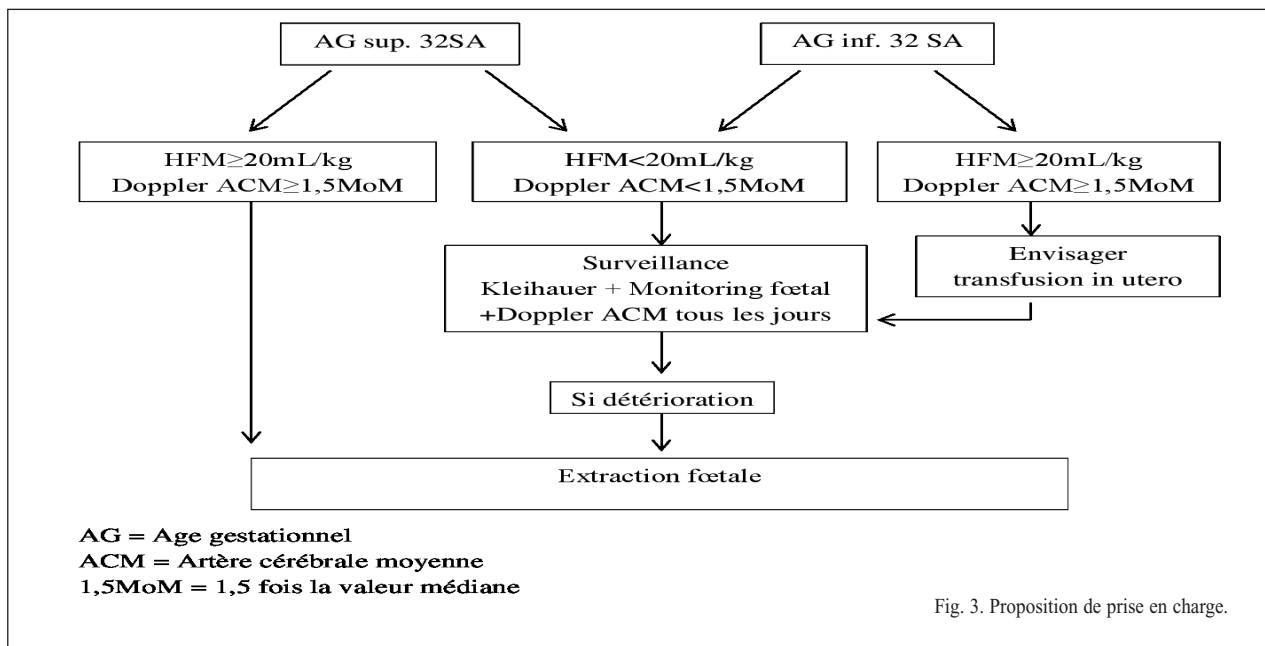 AG sup. 32SA
AG inf. 32 SA
HFM≥20mL/kg
Doppler ACM≥1,5MoM
HFM<20mL/kg
Doppler ACM<1,5MoM
HFM≥20mL/kg
Doppler ACM≥1,5MoM
Envisager
transfusion in utero
Surveillance
Kleihauer + Monitoring fœtal
+Doppler ACM tous les jours
Si détérioration
Extraction fœtale
AG = Age gestationnel
ACM = Artère cérébrale moyenne
1,5MoM = 1,5 fois la valeur médiane
Fig. 3. Proposition de prise en charge.